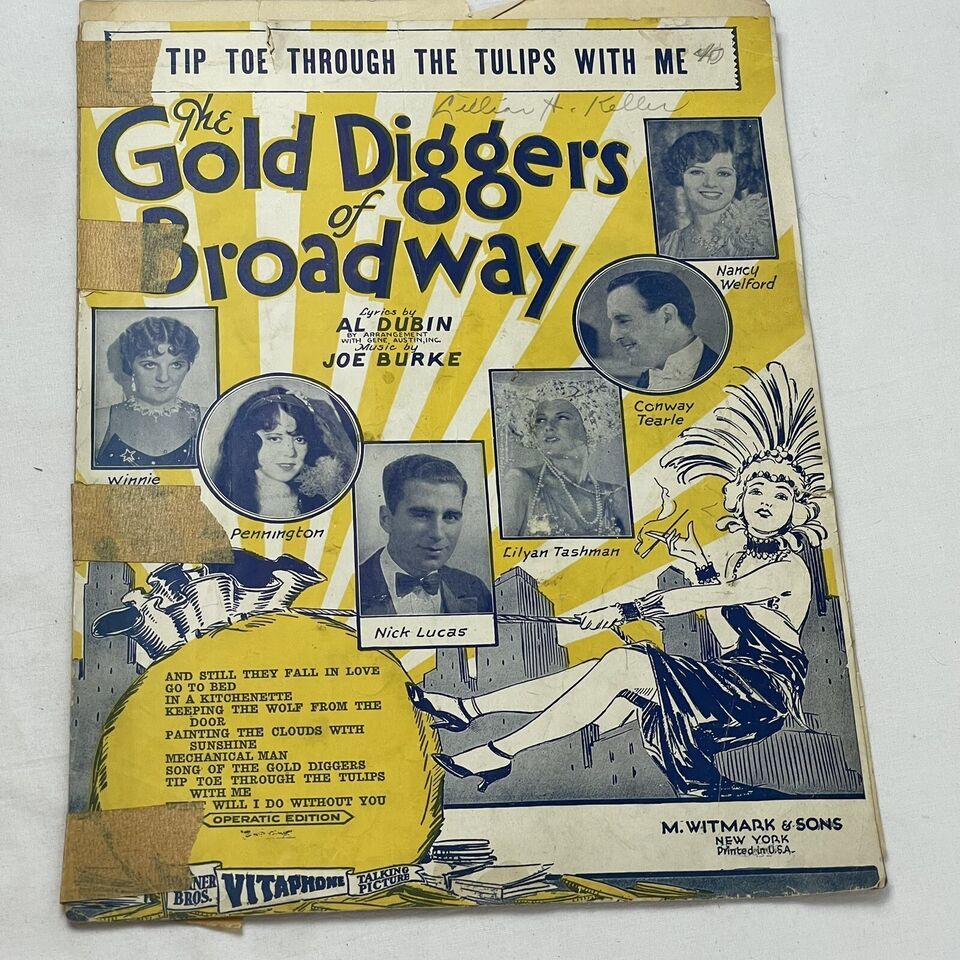 TIP TOE THROUGH THE TULIPS WITH ME 40
Lillian H. Keller
The
Gold Diggers
of
Broadway
Lyrics by
AL DUBIN
BY ARRANGEMENT
WITH GENE AUSTIN, INC.
Music by
JOE BURKE
Nancy
Welford
Conway
Tearle
Winnie
Pennington
Lilyan Tashman
Nick Lucas
AND STILL THEY FALL IN LOVE
GO TO BED
IN A KITCHENETTE
KEEPING THE WOLF FROM THE
DOOR
PAINTING THE CLOUDS WITH
SUNSHINE
MECHANICAL MAN
SONG OF THE GOLD DIGGERS
TIP TOE THROUGH THE TULIPS
WITH ME
WILL I DO WITHOUT YOU
OPERATIC EDITION
M. WITMARK & SONS
NEW YORK
Printed in U.S.A.
BROS. VITAPHONE TALKING
PICTURE